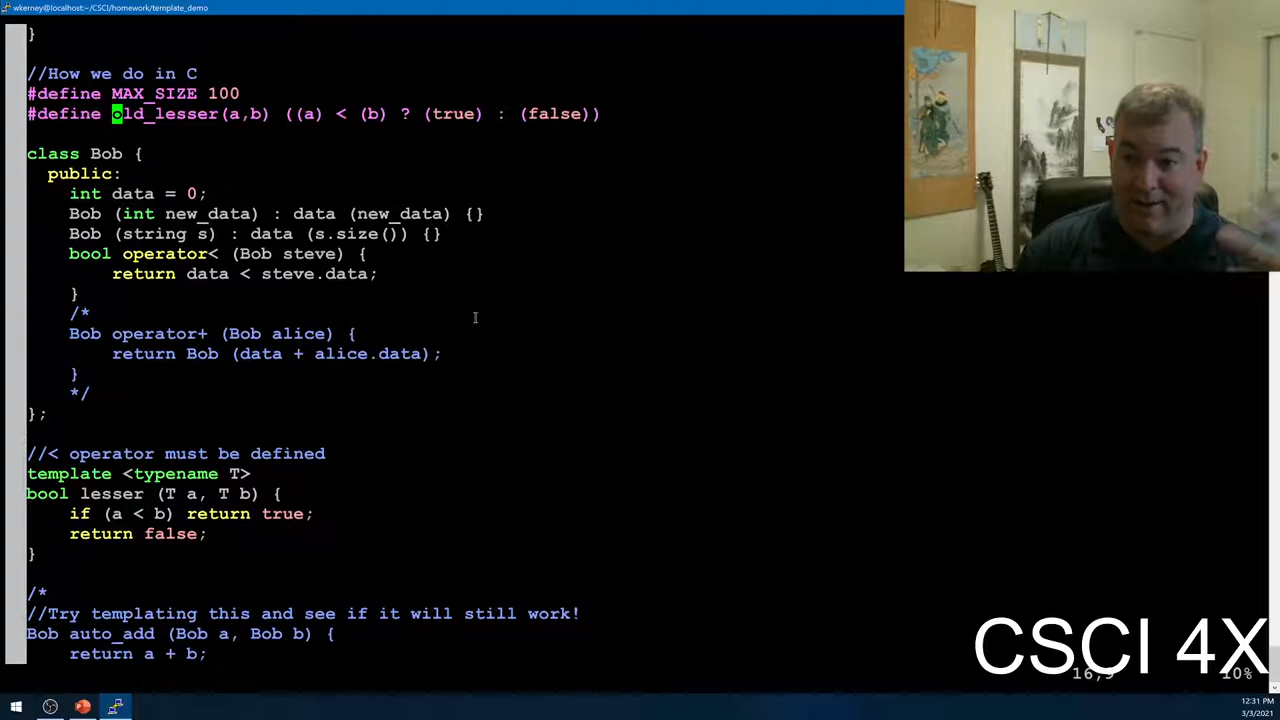 wkerney@localhost:~/CSCI/homework/template_demo
}
//How we do in C
#define MAX_SIZE 100
#define old_lesser(a,b) ((a) < (b) ? (true) : (false))
class Bob {
public:
int data = 0;
Bob (int new_data) : data (new_data) {}
Bob (string s) : data (s.size()) {}
bool operator< (Bob steve) {
return data < steve.data;
}
/*
Bob operator+ (Bob alice) {
return Bob (data + alice.data);
}
*/
};
//< operator must be defined
template <typename T>
bool lesser (T a, T b) {
if (a < b) return true;
return false;
}
/*
//Try templating this and see if it will still work!
Bob auto_add (Bob a, Bob b) {
return a + b;
CSCI 4X
16,9 10%
12:31 PM
3/3/2021